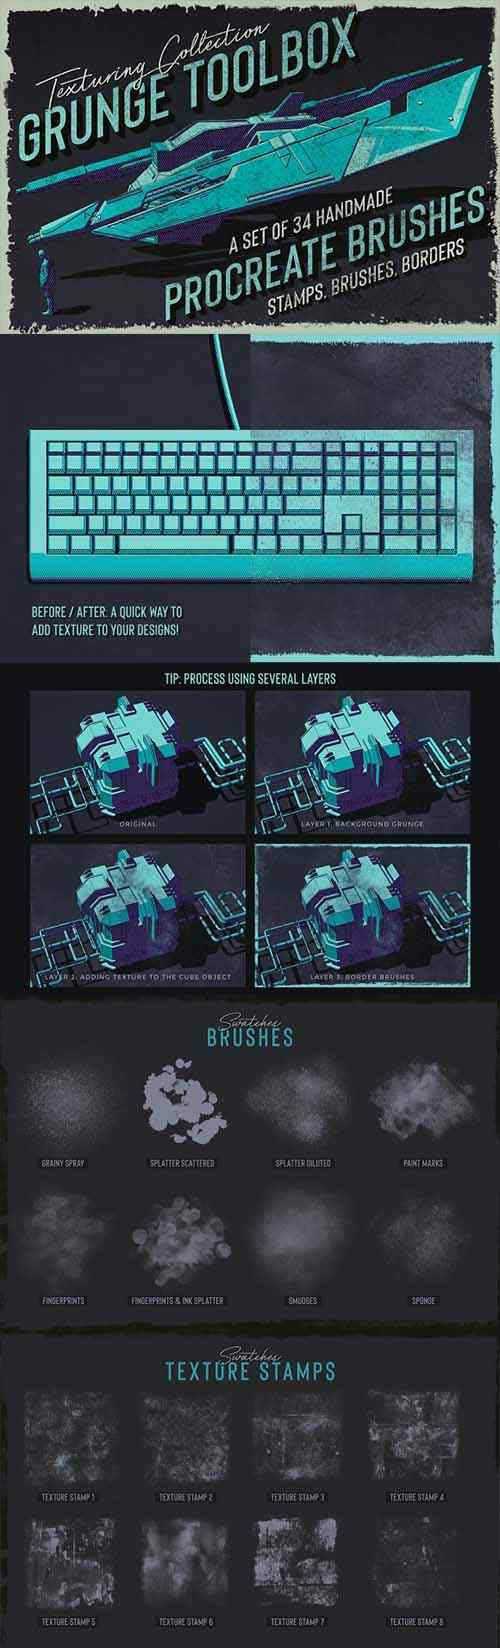 Texturing Collection
GRUNGE TOOLBOX
A SET OF 34 HANDMADE
PROCREATE BRUSHES
STAMPS, BRUSHES, BORDERS
BEFORE / AFTER: A QUICK WAY TO
ADD TEXTURE TO YOUR DESIGNS!
TIP: PROCESS USING SEVERAL LAYERS
ORIGINAL
LAYER 1: BACKGROUND GRUNGE
LAYER 2: ADDING TEXTURE TO THE CUBE OBJECT
LAYER 3: BORDER BRUSHES
Swatches
BRUSHES
GRAINY SPRAY
SPLATTER SCATTERED
SPLATTER DILUTED
PAINT MARKS
FINGERPRINTS
FINGERPRINTS & INK SPLATTER
SMUDGES
SPONGE
Swatches
TEXTURE STAMPS
TEXTURE STAMP 1
TEXTURE STAMP 2
TEXTURE STAMP 3
TEXTURE STAMP 4
TEXTURE STAMP 5
TEXTURE STAMP 6
TEXTURE STAMP 7
TEXTURE STAMP 8